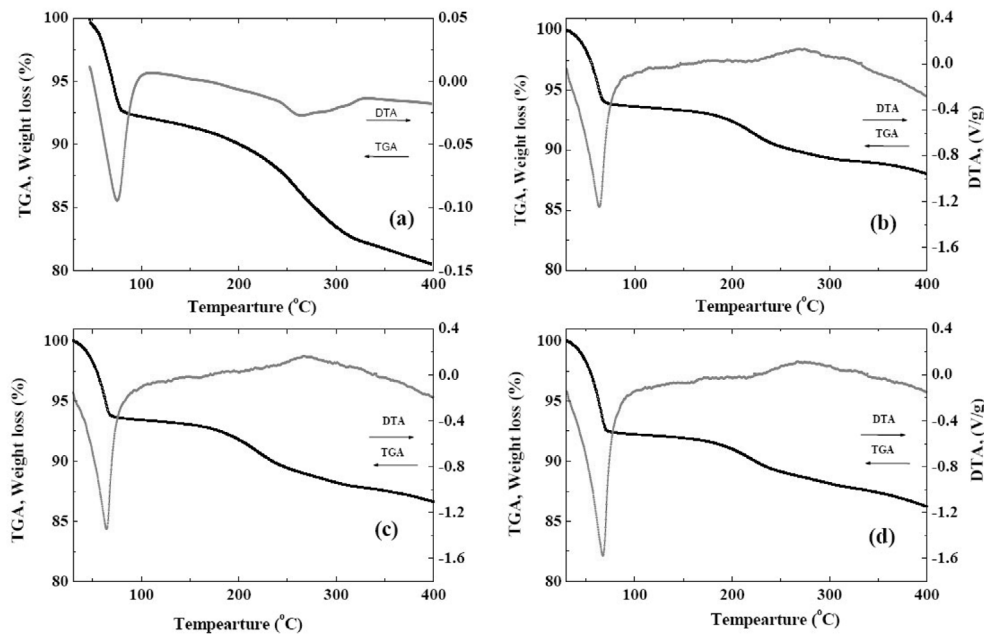 100
95
90
85
80
TGA, Weight loss (%)
0.05
0.00
-0.05
-0.10
-0.15
DTA
TGA
(a)
100
200
300
400
Tempearture (°C)
100
95
90
85
80
TGA, Weight loss (%)
0.4
0.0
-0.4
-0.8
-1.2
-1.6
DTA, (V/g)
DTA
TGA
(b)
100
200
300
400
Tempearture (°C)
100
95
90
85
80
TGA, Weight loss (%)
0.4
0.0
-0.4
-0.8
-1.2
-1.6
DTA
TGA
(c)
100
200
300
400
Tempearture (°C)
100
95
90
85
80
TGA, Weight loss (%)
0.4
0.0
-0.4
-0.8
-1.2
-1.6
DTA, (V/g)
DTA
TGA
(d)
100
200
300
400
Tempearture (°C)